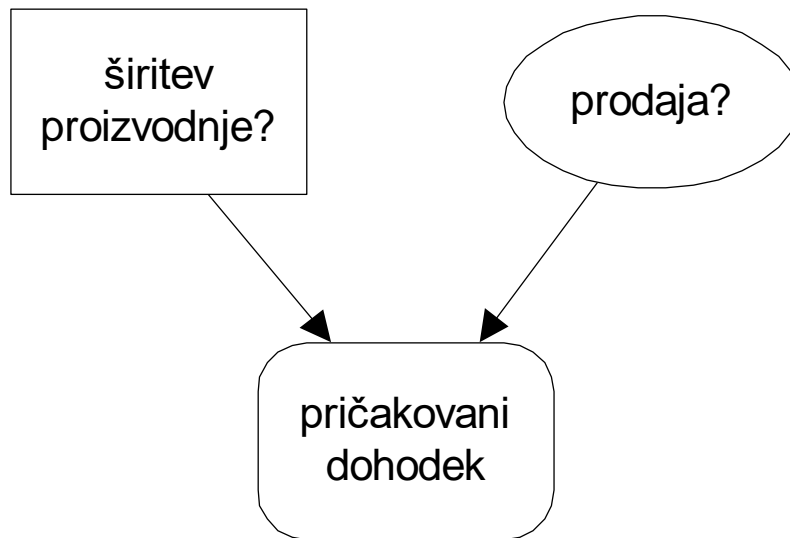 širitev
proizvodnje?
prodaja?
pričakovani
dohodek